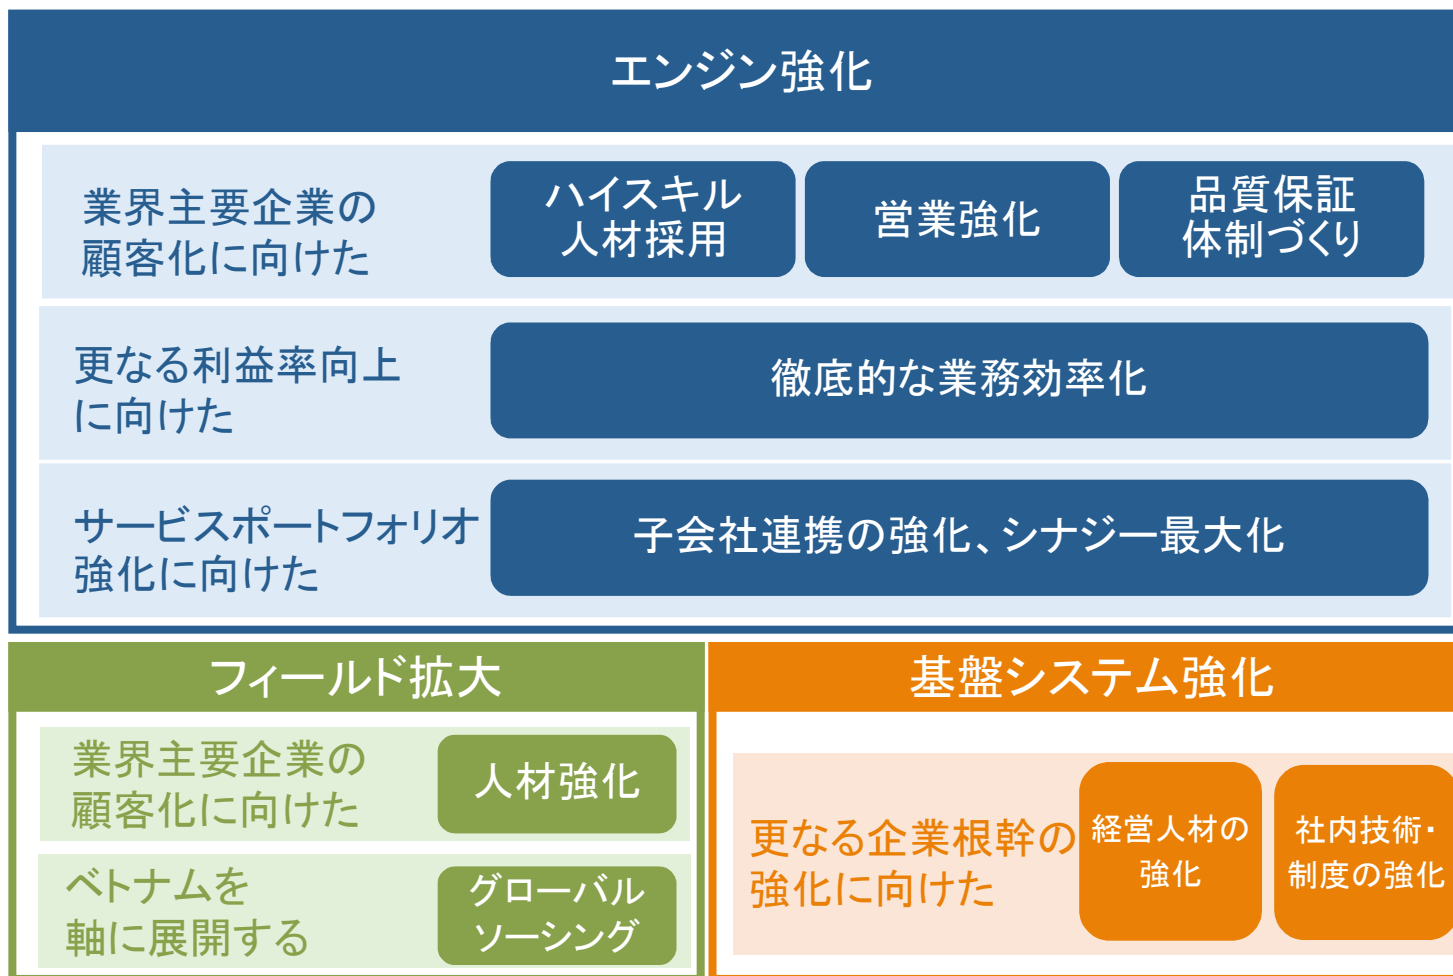 エンジン強化
業界主要企業の
顧客化に向けた
ハイスキル
人材採用
営業強化
品質保証
体制づくり
更なる利益率向上
に向けた
徹底的な業務効率化
サービスポートフォリオ
強化に向けた
子会社連携の強化、シナジー最大化
フィールド拡大
業界主要企業の
顧客化に向けた
人材強化
ベトナムを
軸に展開する
グローバル
ソーシング
基盤システム強化
更なる企業根幹の
強化に向けた
経営人材の
強化
社内技術・
制度の強化